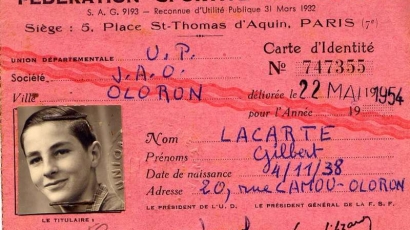 S. A. G. 9193 — Reconnue d'Utilité Publique 31 Mars 1932
Siège : 5, Place St-Thomas d'Aquin, PARIS (7e)
Carte d'Identité
UNION DÉPARTEMENTALE U.P.
Nº 747355
Société, J.A.O.
Ville OLORON
délivrée le 22 MAI 1954
pour l'Année 19
Nom LACARTE
Prénoms Gilbert
Date de naissance 4/11/38
Adresse 20, rue CAMOU-OLORON
LE PRÉSIDENT DE L'U. D. LE PRÉSIDENT GÉNÉRAL DE LA F. S. F.
LE TITULAIRE :